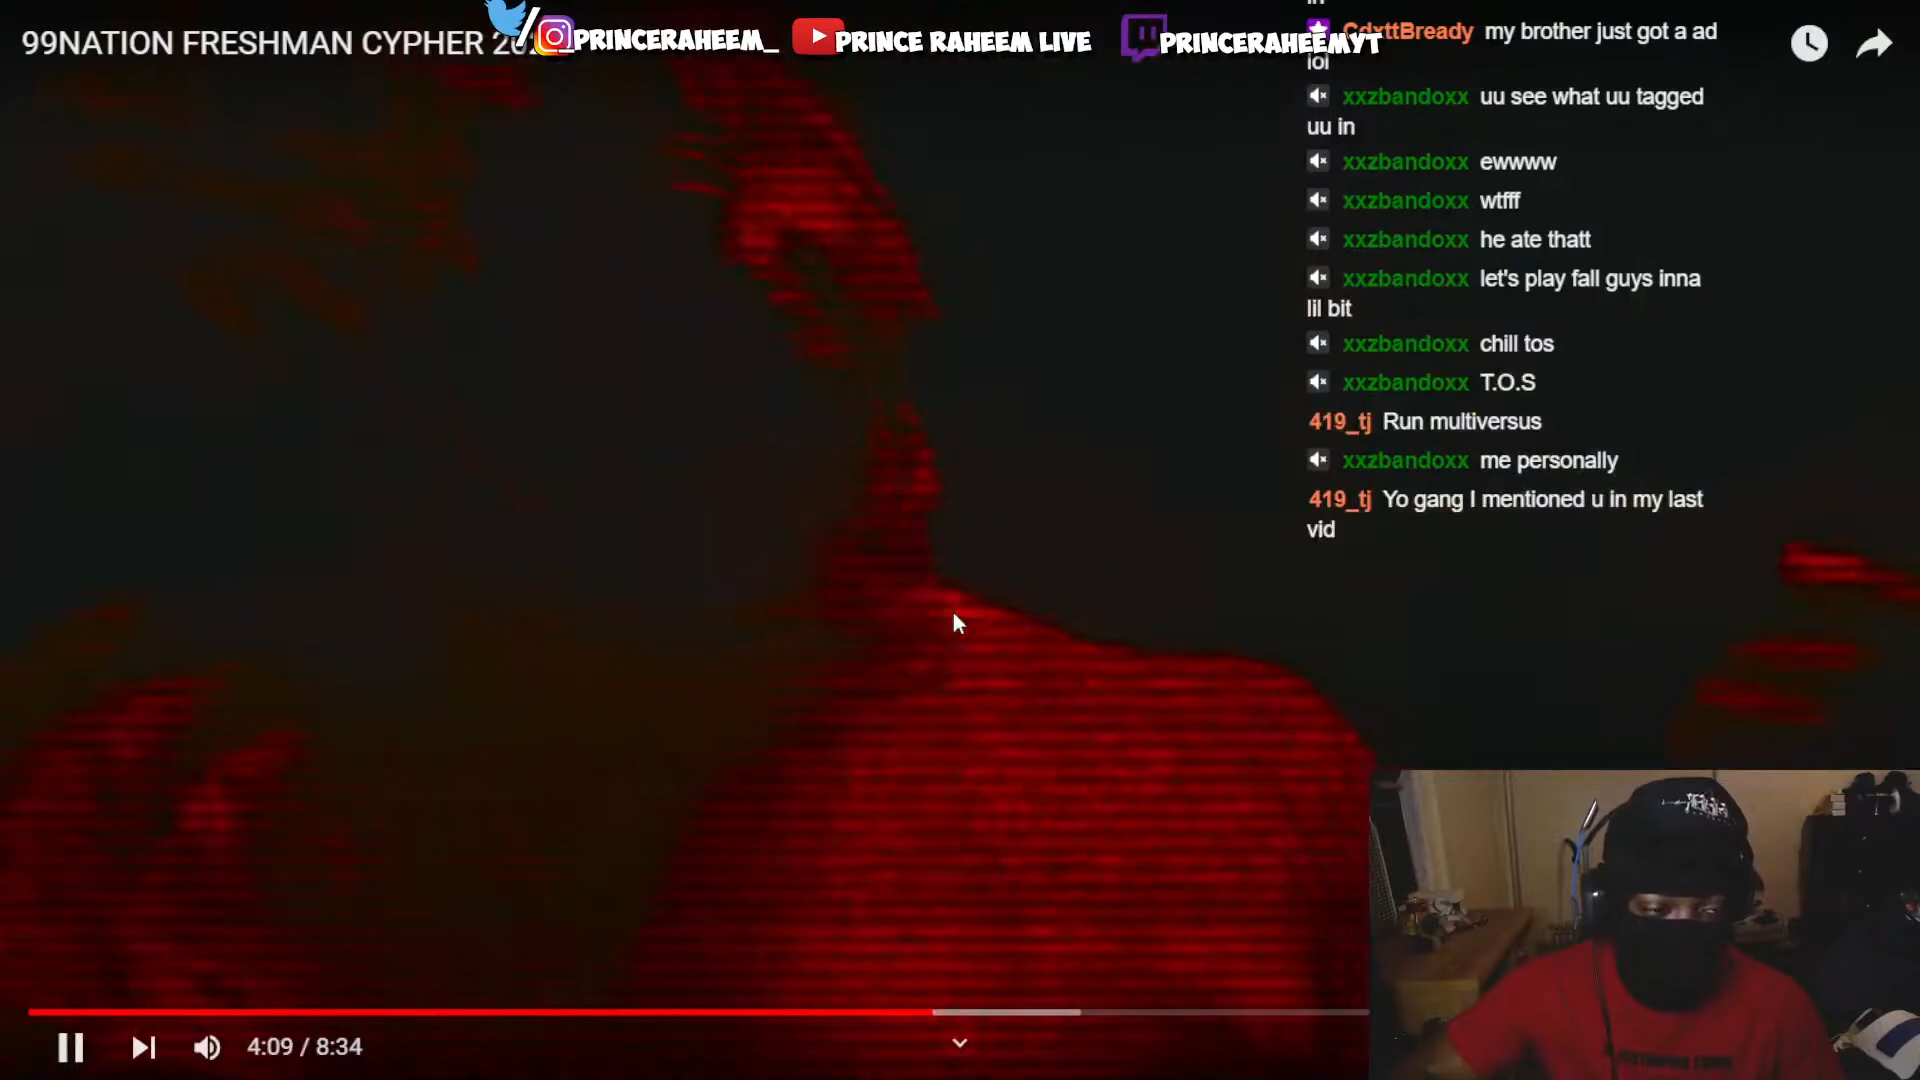 99NATION FRESHMAN CYPHER
PRINCERAHEEM_
PRINCE RAHEEM LIVE
PRINCERAHEEMYT
CdxttBready my brother just got a ad
lol
xxzbandoxx uu see what uu tagged
uu in
xxzbandoxx ewwww
xxzbandoxx wtfff
xxzbandoxx he ate thatt
xxzbandoxx let's play fall guys inna
lil bit
xxzbandoxx chill tos
xxzbandoxx T.O.S
419_tj Run multiversus
xxzbandoxx me personally
419_tj Yo gang I mentioned u in my last
vid
4:09 / 8:34